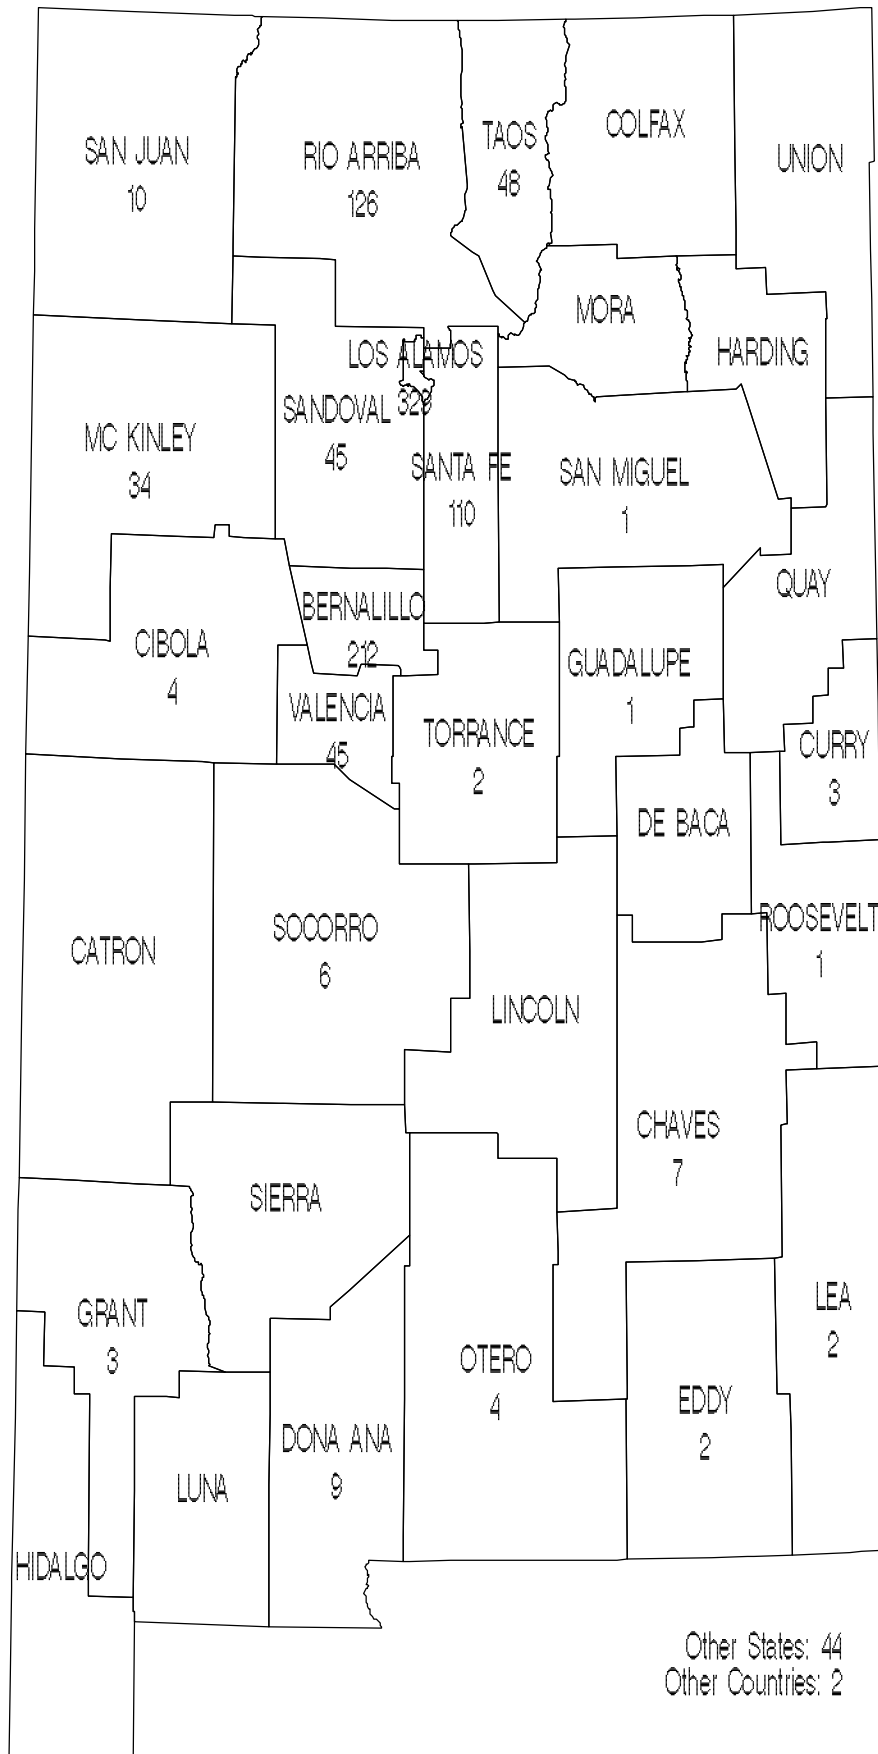 COLFAX
TAOS
48
SAN JUAN
10
RIO ARRIBA
126
UNION
MORA
HARDING
LOS ALAMOS
329
SANDOVAL
45
MC KINLEY
34
SANTA FE
110
SAN MIGUEL
1
QUAY
BERNALILLO
212
CIBOLA
4
GUADALUPE
1
VALENCIA
45
TORRANCE
2
CURRY
3
DE BACA
ROOSEVELT
1
SOCORRO
6
CATRON
LINCOLN
CHAVES
7
SIERRA
LEA
2
GRANT
3
OTERO
4
EDDY
2
DONA ANA
9
LUNA
HIDALGO
Other States: 44
Other Countries: 2